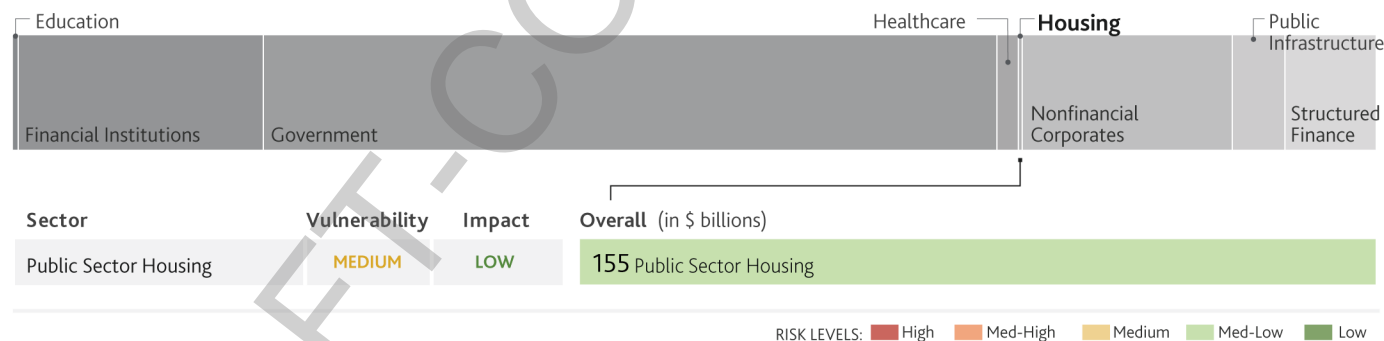 Education
Healthcare
Housing
Public
Infrastructure
Financial Institutions
Government
Nonfinancial
Corporates
Structured
Finance
Sector Vulnerability Impact Overall (in $ billions)
Public Sector Housing MEDIUM LOW 155 Public Sector Housing
RISK LEVELS: High Med-High Medium Med-Low Low